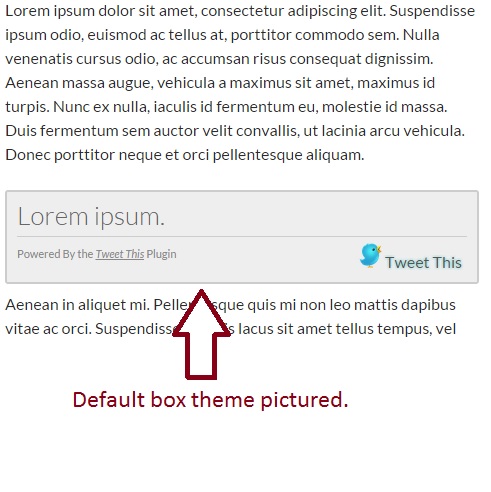 Lorem ipsum dolor sit amet, consectetur adipiscing elit. Suspendisse
ipsum odio, euismod ac tellus at, porttitor commodo sem. Nulla
venenatis cursus odio, ac accumsan risus consequat dignissim.
Aenean massa augue, vehicula a maximus sit amet, maximus id
turpis. Nunc ex nulla, iaculis id fermentum eu, molestie id massa.
Duis fermentum sem auctor velit convallis, ut lacinia arcu vehicula.
Donec porttitor neque et orci pellentesque aliquam.
Lorem ipsum.
Powered By the Tweet This Plugin
Tweet This
Aenean in aliquet mi. quis mi non leo mattis dapibus
vitae ac orci. lacus sit amet tellus tempus, vel
Default box theme pictured.